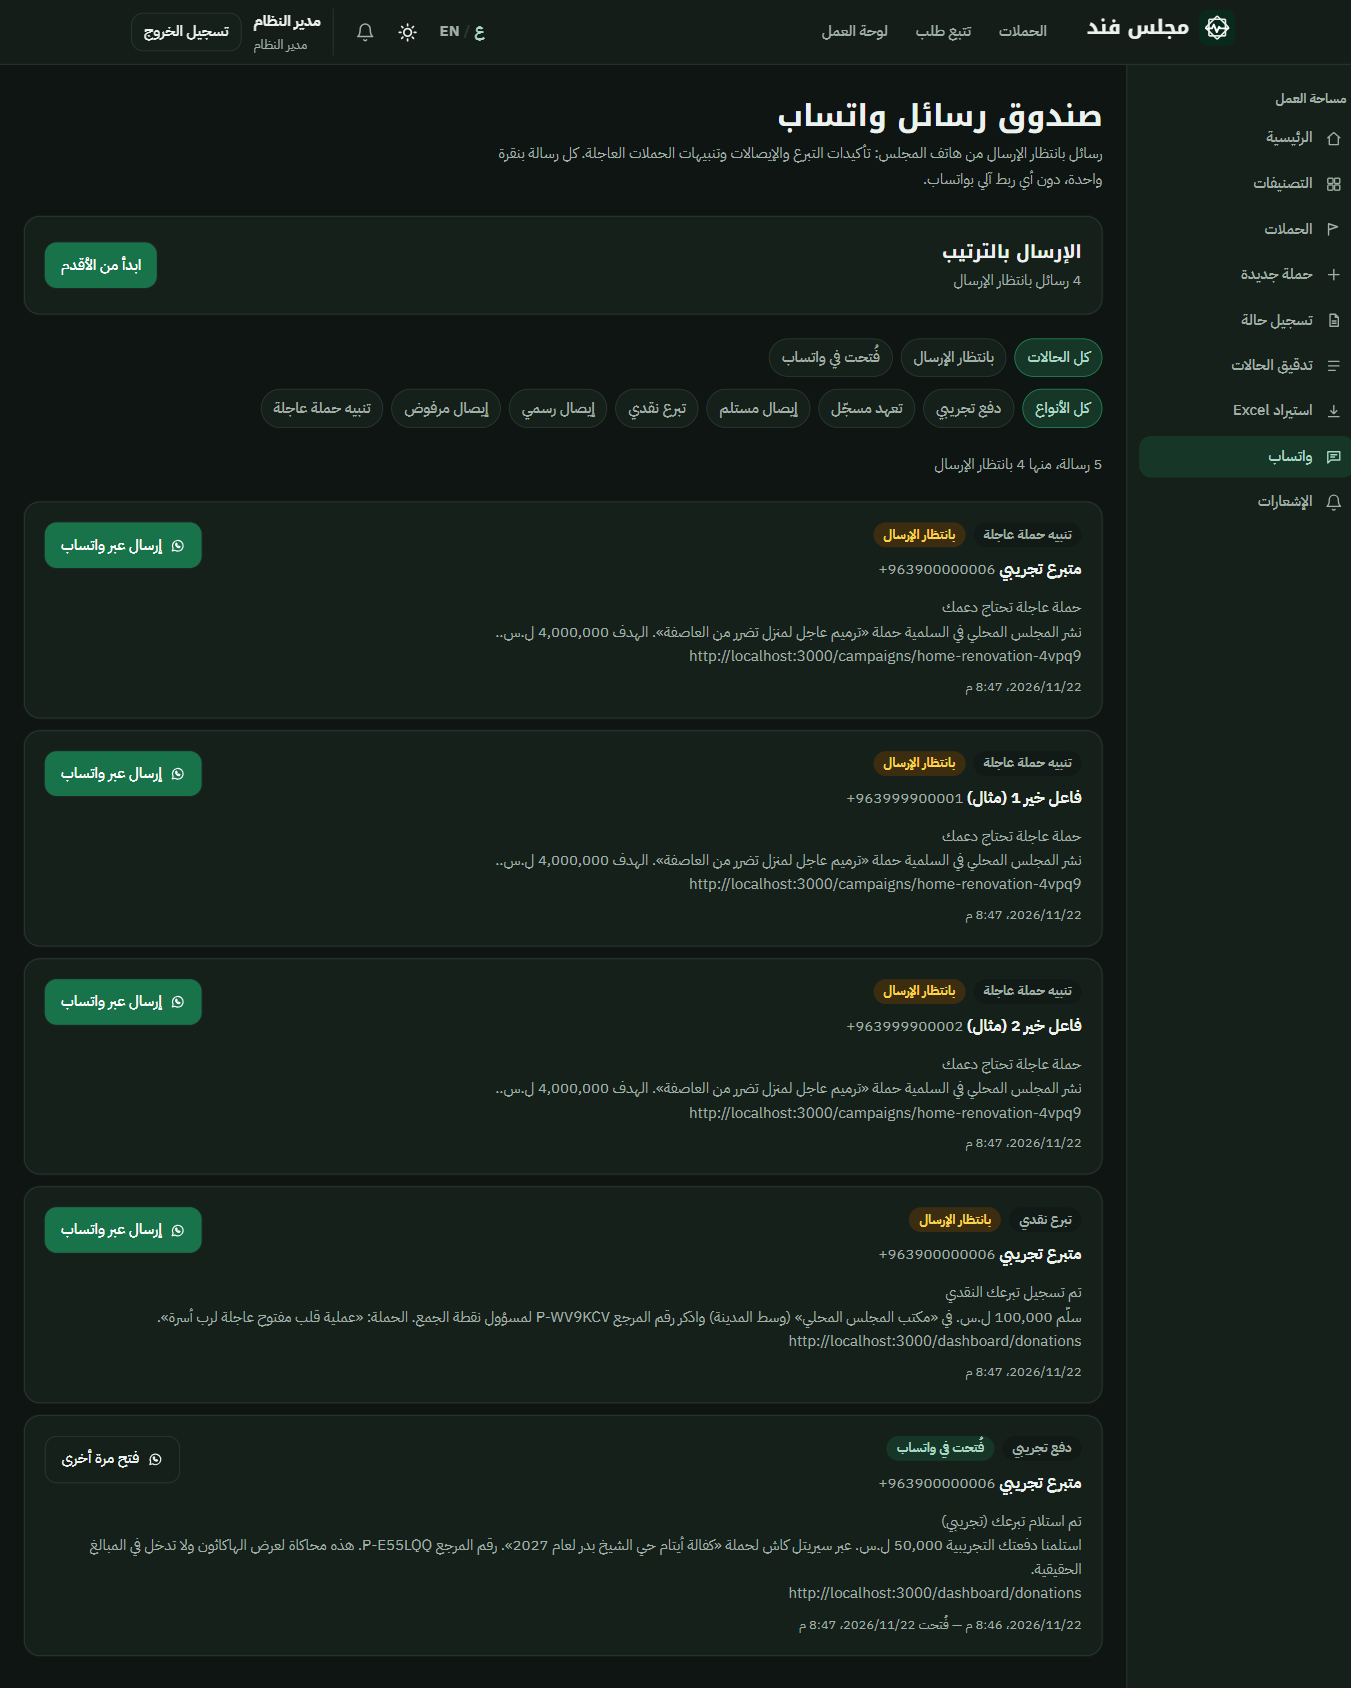 مجلس فند
الحملات
تتبع طلب
لوحة العمل
ع / EN
مدير النظام
مدير النظام
تسجيل الخروج
مساحة العمل
الرئيسية
التصنيفات
الحملات
حملة جديدة
تسجيل حالة
تدقيق الحالات
استيراد Excel
واتساب
الإشعارات
صندوق رسائل واتساب
رسائل بانتظار الإرسال من هاتف المجلس: تأكيدات التبرع والإيصالات وتنبيهات الحملات العاجلة. كل رسالة بنقرة
واحدة، دون أي ربط آلي بواتساب.
الإرسال بالترتيب
4 رسائل بانتظار الإرسال
ابدأ من الأقدم
كل الحالات
بانتظار الإرسال
فُتحت في واتساب
كل الأنواع
دفع تجريبي
تعهد مسجّل
إيصال مستلم
تبرع نقدي
إيصال رسمي
إيصال مرفوض
تنبيه حملة عاجلة
5 رسالة، منها 4 بانتظار الإرسال
تنبيه حملة عاجلة
بانتظار الإرسال
إرسال عبر واتساب
متبرع تجريبي +963900000006
حملة عاجلة تحتاج دعمك
نشر المجلس المحلي في السلمية حملة «ترميم عاجل لمنزل تضرر من العاصفة». الهدف 4,000,000 ل.س..
http://localhost:3000/campaigns/home-renovation-4vpq9
2026/11/22، 8:47 م
تنبيه حملة عاجلة
بانتظار الإرسال
إرسال عبر واتساب
فاعل خير 1 (مثال) +963999900001
حملة عاجلة تحتاج دعمك
نشر المجلس المحلي في السلمية حملة «ترميم عاجل لمنزل تضرر من العاصفة». الهدف 4,000,000 ل.س..
http://localhost:3000/campaigns/home-renovation-4vpq9
2026/11/22، 8:47 م
تنبيه حملة عاجلة
بانتظار الإرسال
إرسال عبر واتساب
فاعل خير 2 (مثال) +963999900002
حملة عاجلة تحتاج دعمك
نشر المجلس المحلي في السلمية حملة «ترميم عاجل لمنزل تضرر من العاصفة». الهدف 4,000,000 ل.س..
http://localhost:3000/campaigns/home-renovation-4vpq9
2026/11/22، 8:47 م
تبرع نقدي
بانتظار الإرسال
إرسال عبر واتساب
متبرع تجريبي +963900000006
تم تسجيل تبرعك النقدي
سلّم 100,000 ل.س. في «مكتب المجلس المحلي» (وسط المدينة) واذكر رقم المرجع P-WV9KCV لمسؤول نقطة الجمع. الحملة: «عملية قلب مفتوح عاجلة لرب أسرة».
http://localhost:3000/dashboard/donations
2026/11/22، 8:47 م
دفع تجريبي
فُتحت في واتساب
فتح مرة أخرى
متبرع تجريبي +963900000006
تم استلام تبرعك (تجريبي)
استلمنا دفعتك التجريبية 50,000 ل.س. عبر سيريتل كاش لحملة «كفالة أيتام حي الشيخ بدر لعام 2027». رقم المرجع P-E55LQQ. هذه محاكاة لعرض الهاكاثون ولا تدخل في المبالغ
الحقيقية.
http://localhost:3000/dashboard/donations
2026/11/22، 8:46 م — فُتحت 2026/11/22، 8:47 م